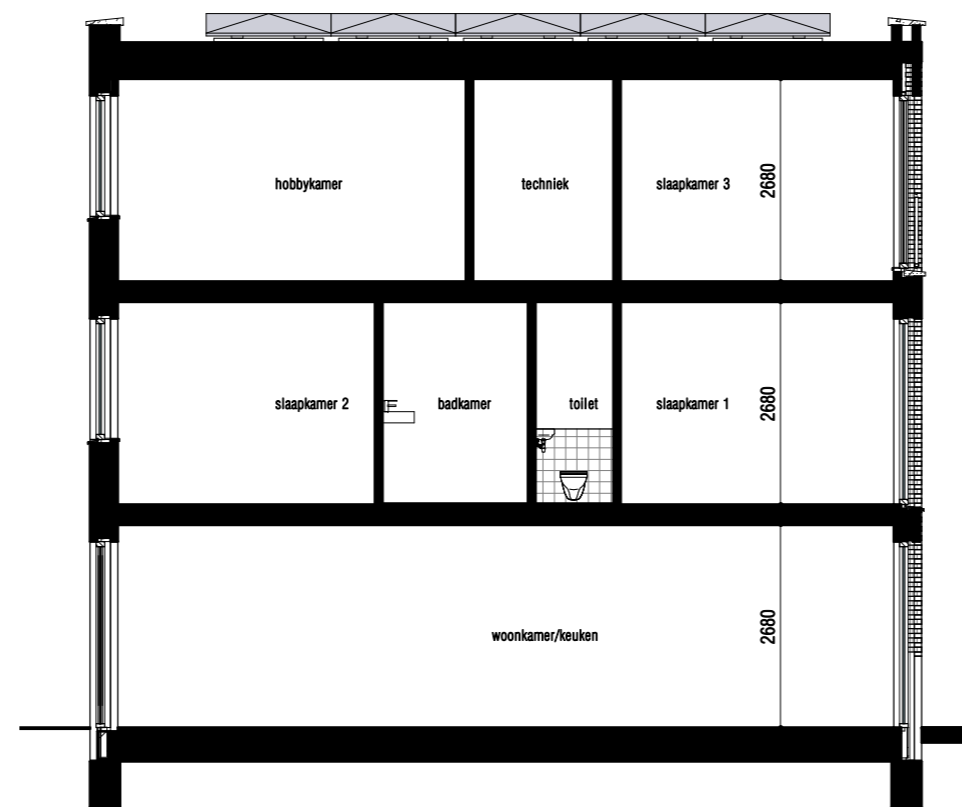 hobbykamer
techniek
slaapkamer 3
2680
slaapkamer 2
badkamer
toilet
slaapkamer 1
2680
woonkamer/keuken
2680